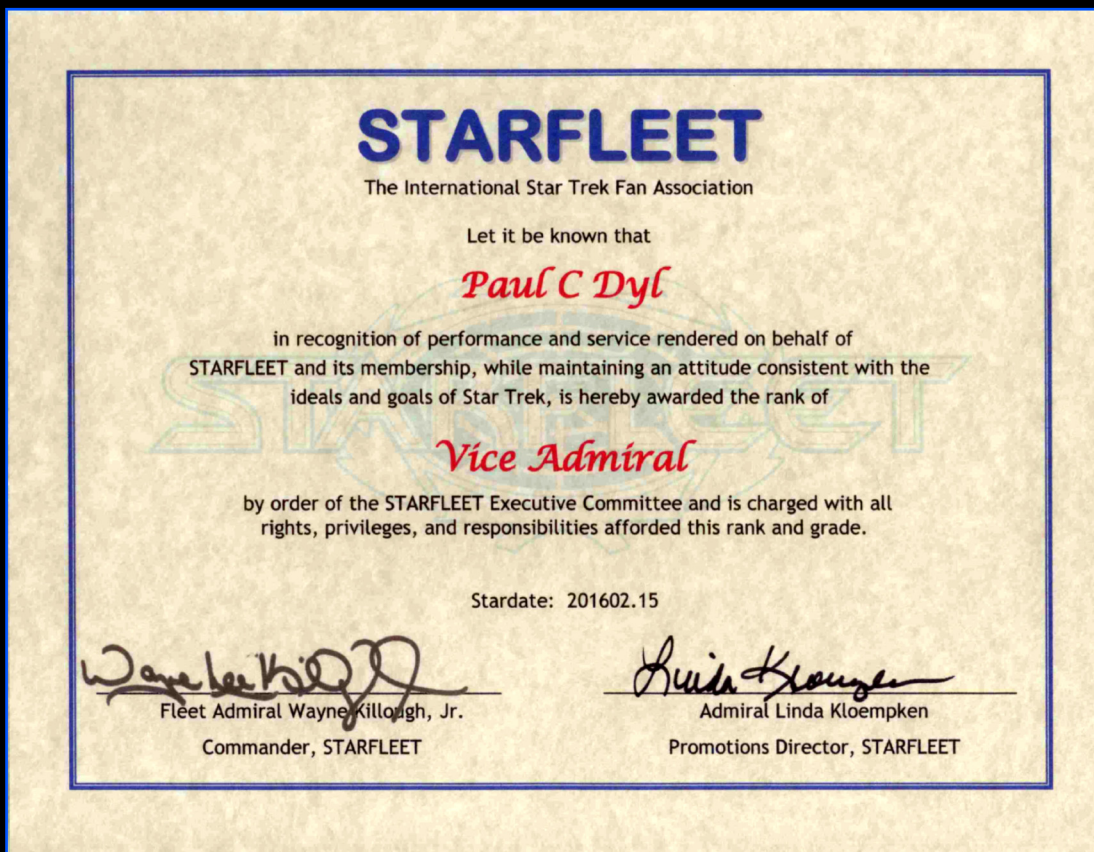 STARFLEET
The International Star Trek Fan Association
Let it be known that
Paul C Dyl
in recognition of performance and service rendered on behalf of
STARFLEET and its membership, while maintaining an attitude consistent with the
ideals and goals of Star Trek, is hereby awarded the rank of
STARFLEET
Vice Admiral
by order of the STARFLEET Executive Committee and is charged with all
rights, privileges, and responsibilities afforded this rank and grade.
Stardate: 201602.15
Fleet Admiral Wayne Killough, Jr.
Commander, STARFLEET
Admiral Linda Kloempken
Promotions Director, STARFLEET